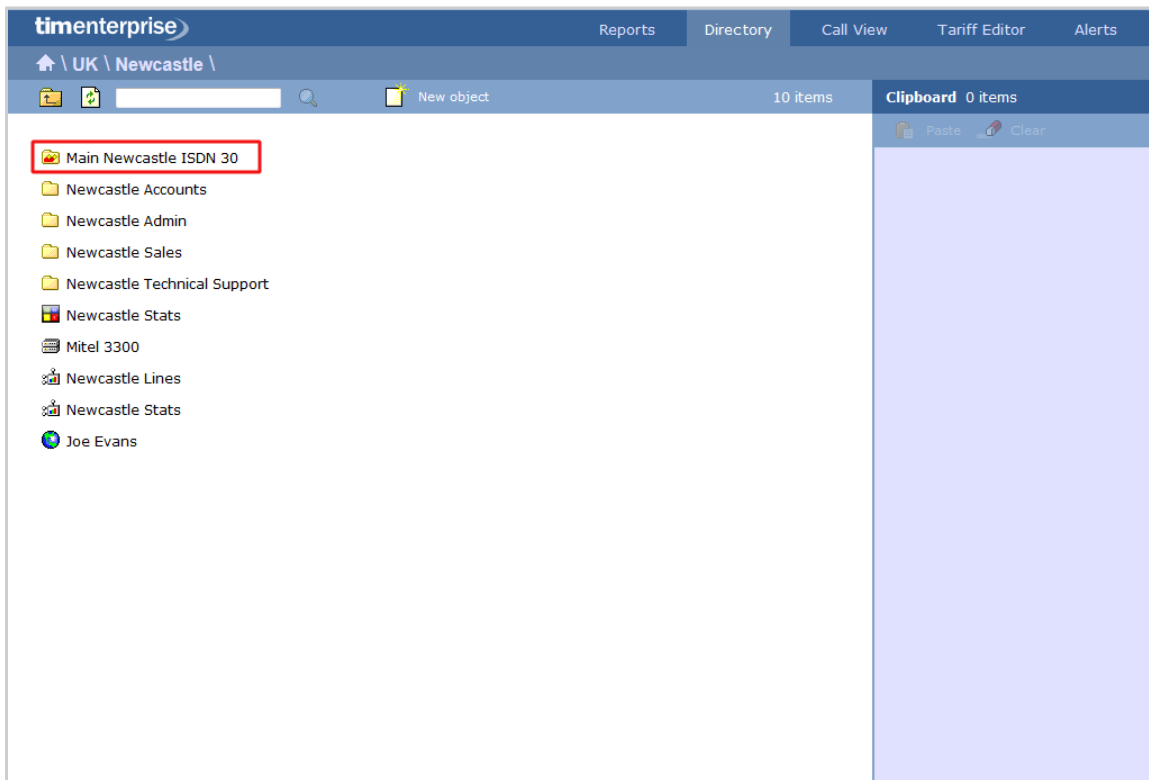 timenterprise Reports Directory Call View Tariff Editor Alerts
\ UK \ Newcastle \
New object 10 items Clipboard 0 items
Paste Clear
Main Newcastle ISDN 30
Newcastle Accounts
Newcastle Admin
Newcastle Sales
Newcastle Technical Support
Newcastle Stats
Mitel 3300
Newcastle Lines
Newcastle Stats
Joe Evans